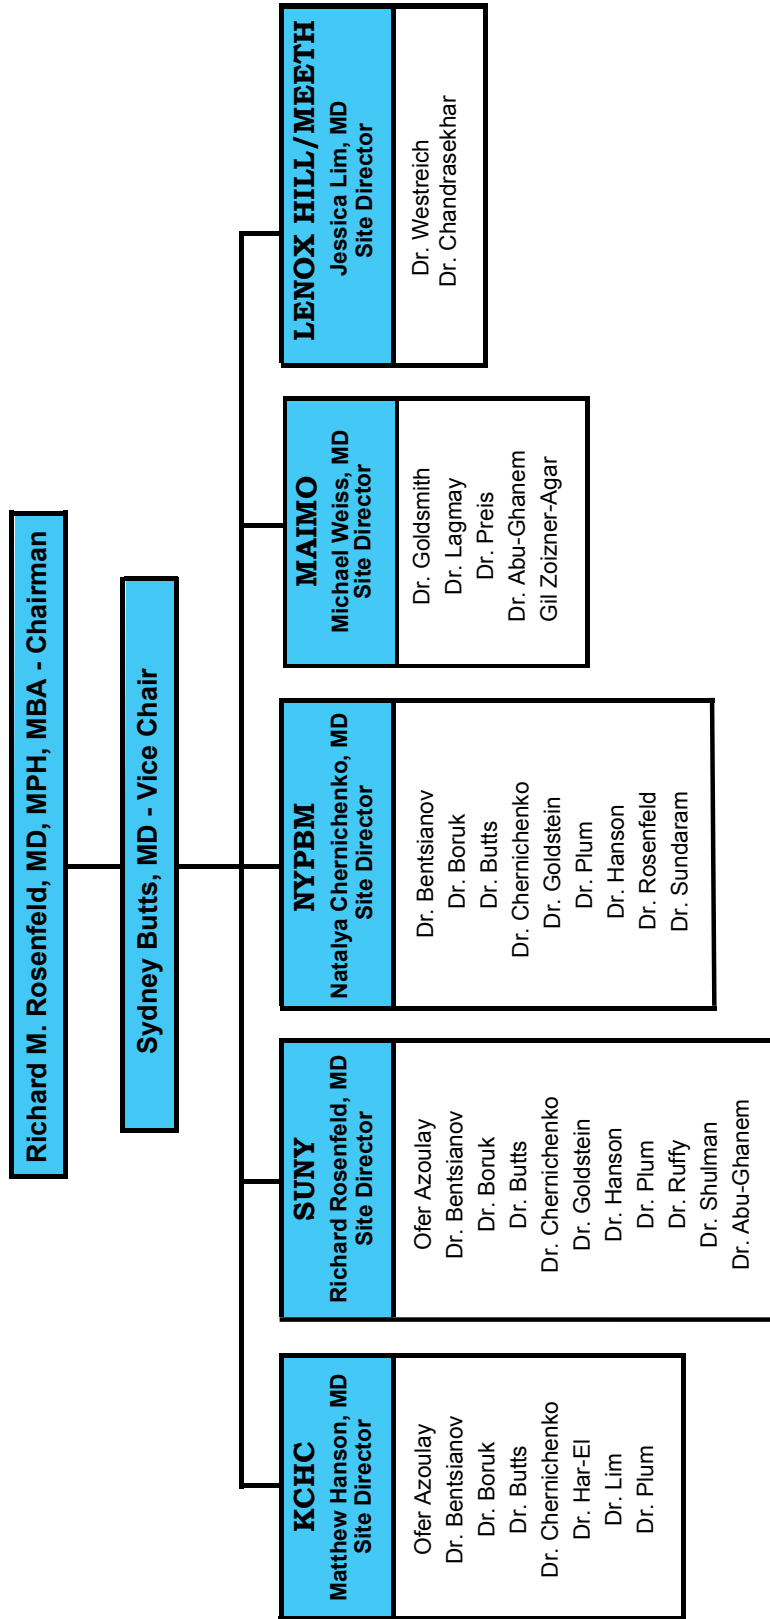 Richard M. Rosenfeld, MD, MPH, MBA - Chairman
Sydney Butts, MD - Vice Chair
KCHC
Matthew Hanson, MD
Site Director
Ofer Azoulay
Dr. Bentsianov
Dr. Boruk
Dr. Butts
Dr. Chernichenko
Dr. Har-El
Dr. Lim
Dr. Plum
SUNY
Richard Rosenfeld, MD
Site Director
Ofer Azoulay
Dr. Bentsianov
Dr. Boruk
Dr. Butts
Dr. Chernichenko
Dr. Goldstein
Dr. Hanson
Dr. Plum
Dr. Ruffy
Dr. Shulman
Dr. Abu-Ghanem
NYPBM
Natalya Chernichenko, MD
Site Director
Dr. Bentsianov
Dr. Boruk
Dr. Butts
Dr. Chernichenko
Dr. Goldstein
Dr. Plum
Dr. Hanson
Dr. Rosenfeld
Dr. Sundaram
MAIMO
Michael Weiss, MD
Site Director
Dr. Goldsmith
Dr. Lagmay
Dr. Preis
Dr. Abu-Ghanem
Gil Zoizner-Agar
LENOX HILL/MEETH
Jessica Lim, MD
Site Director
Dr. Westreich
Dr. Chandrasekhar